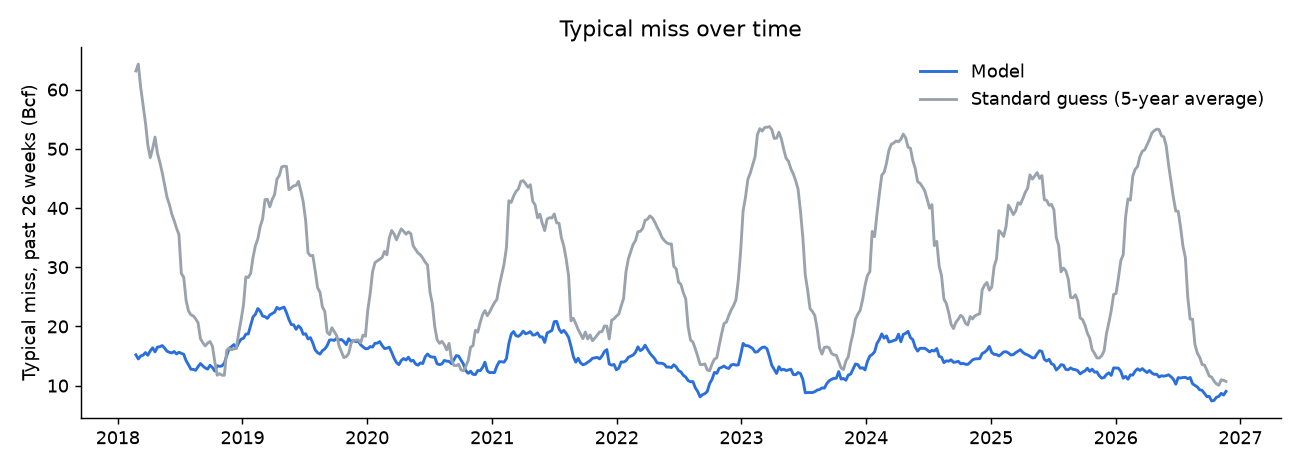 Typical miss over time
Typical miss, past 26 weeks (Bcf)
60
50
40
30
20
10
Model
Standard guess (5-year average)
2018 2019 2020 2021 2022 2023 2024 2025 2026 2027